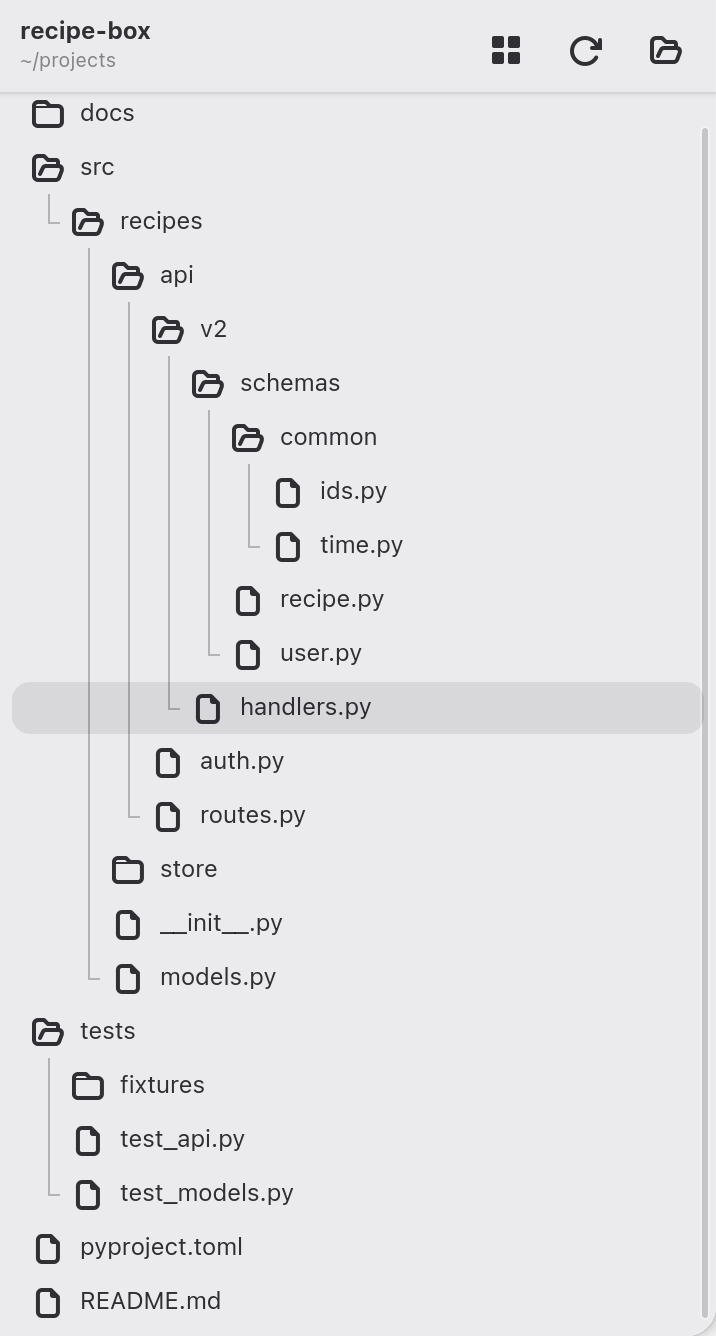 recipe-box
~/projects
docs
src
recipes
api
v2
schemas
common
ids.py
time.py
recipe.py
user.py
handlers.py
auth.py
routes.py
store
__init__.py
models.py
tests
fixtures
test_api.py
test_models.py
pyproject.toml
README.md